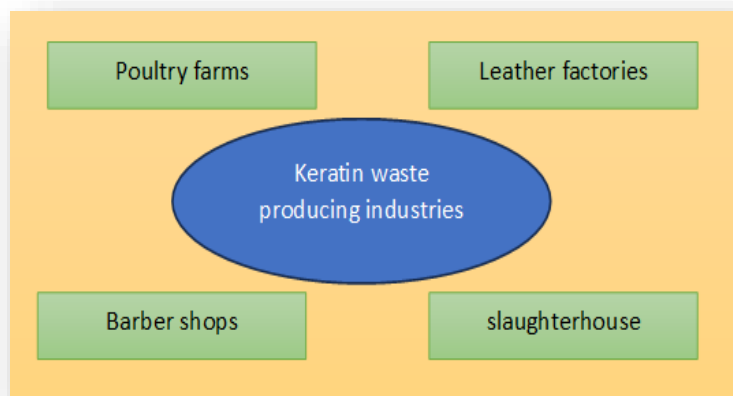 Poultry farms
Leather factories
Keratin waste
producing industries
Barber shops
slaughterhouse